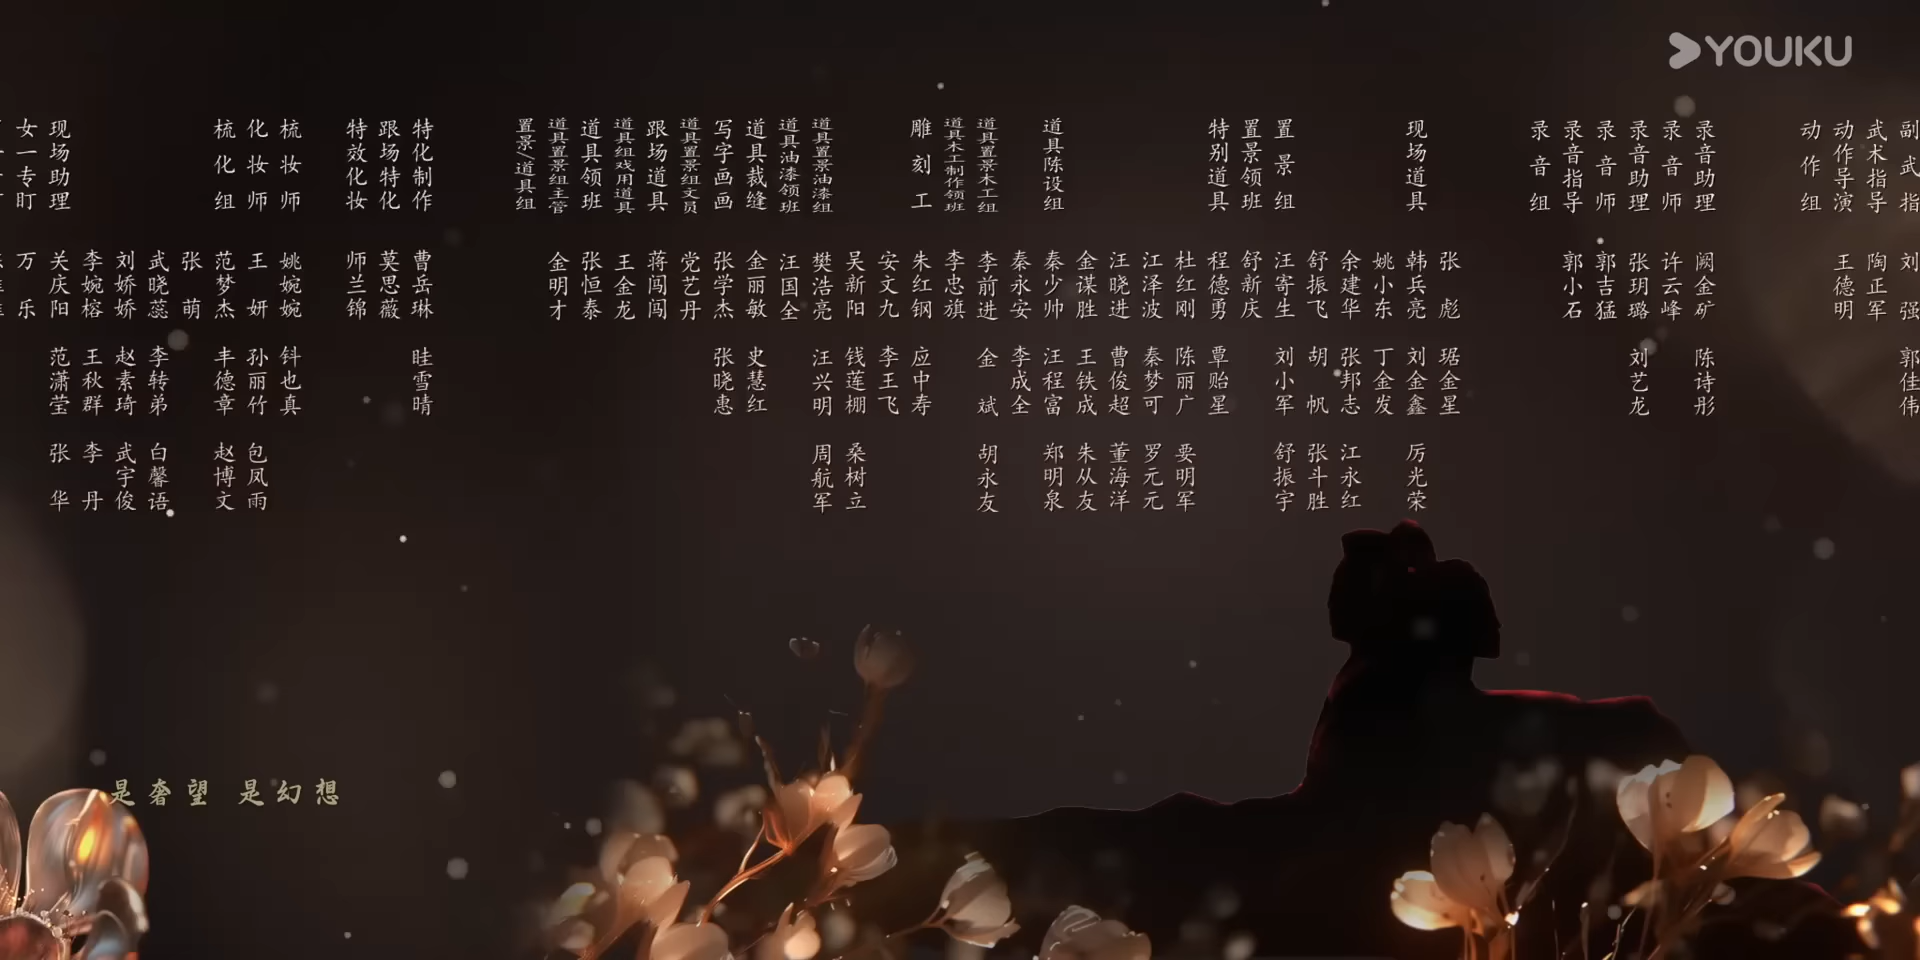 YOUKU
副武指 刘强 郭佳伟
武术指导 陶正军
动作导演 王德明
动作组
录音助理 阙金矿 陈诗彤
录音师 许云峰
录音助理 张玥璐 刘艺龙
录音师 郭吉猛
录音指导 郭小石
录音组
张彪 琚金星
现场道具 韩兵亮 刘金鑫 厉光荣
姚小东 丁金发
余建华 张邦志 江永红
舒振飞 胡帆 张斗胜
置景组 汪寄生 刘小军 舒振宇
置景领班 舒新庆
特别道具 程德勇 覃贻星
杜红刚 陈丽广 要明军
江泽波 秦梦可 罗元元
汪晓进 曹俊超 董海洋
金谋胜 王铁成 朱从友
道具陈设组 秦少帅 汪程富 郑明泉
秦永安 李成全
道具置景木工组 李前进 金斌 胡永友
道具木工制作领班 李忠旗
雕刻工 朱红钢 应中寿
安文九 李王飞
吴新阳 钱莲棚 桑树立
道具置景油漆组 樊浩亮 汪兴明 周航军
道具油漆领班 汪国全
道具裁缝 金丽敏 史慧红
写字画画 张学杰 张晓惠
道具置景组文员 党艺丹
跟场道具 蒋闯闯
道具组戏用道具 王金龙
道具领班 张恒泰
道具置景组主管 金明才
置景/道具组
特化制作 曹岳琳 眭雪晴
跟场特化 莫思薇
特效化妆 师兰锦
梳妆师 姚婉婉 钭也真
化妆师 王妍 孙丽竹 包凤雨
梳化组 范梦杰 丰德章 赵博文
张萌
武晓蕊 李转弟 白馨语
刘娇娇 赵素琦 武宇俊
李婉榕 王秋群 李丹
现场助理 关庆阳 范潇莹 张华
女一专盯 万乐
是奢望 是幻想